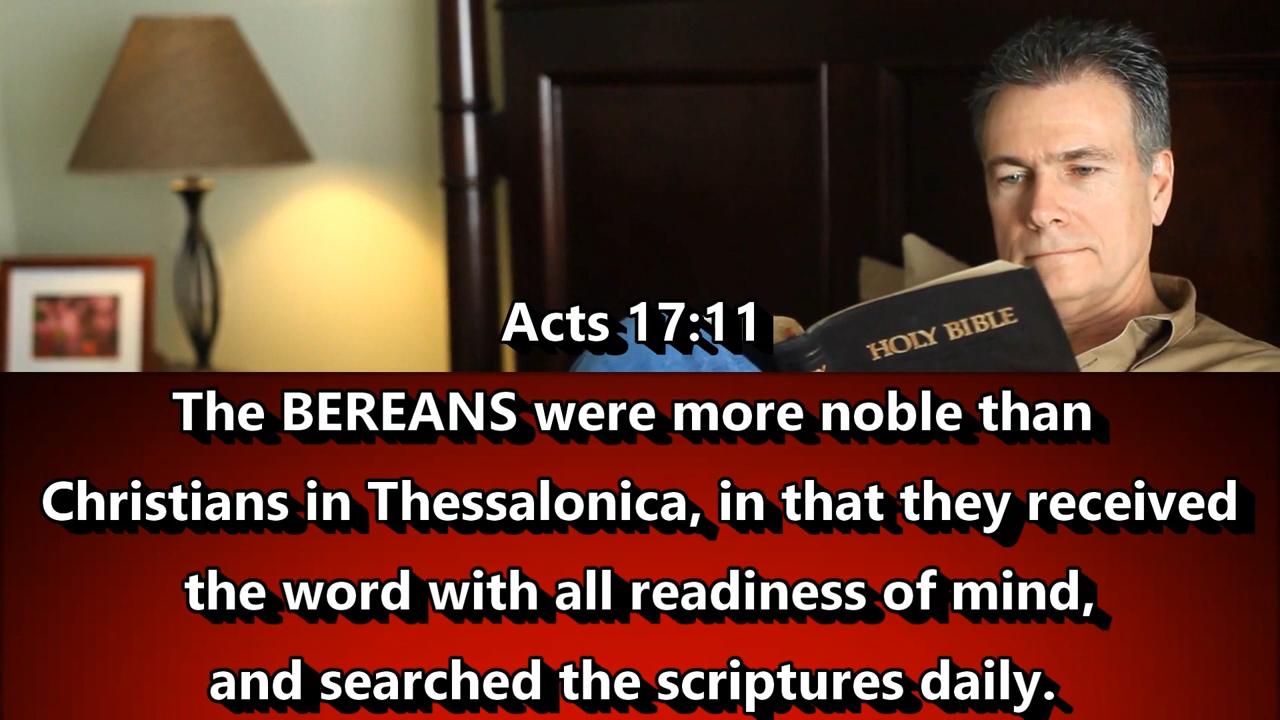 HOLY BIBLE
Acts 17:11
The BEREANS were more noble than
Christians in Thessalonica, in that they received
the word with all readiness of mind,
and searched the scriptures daily.